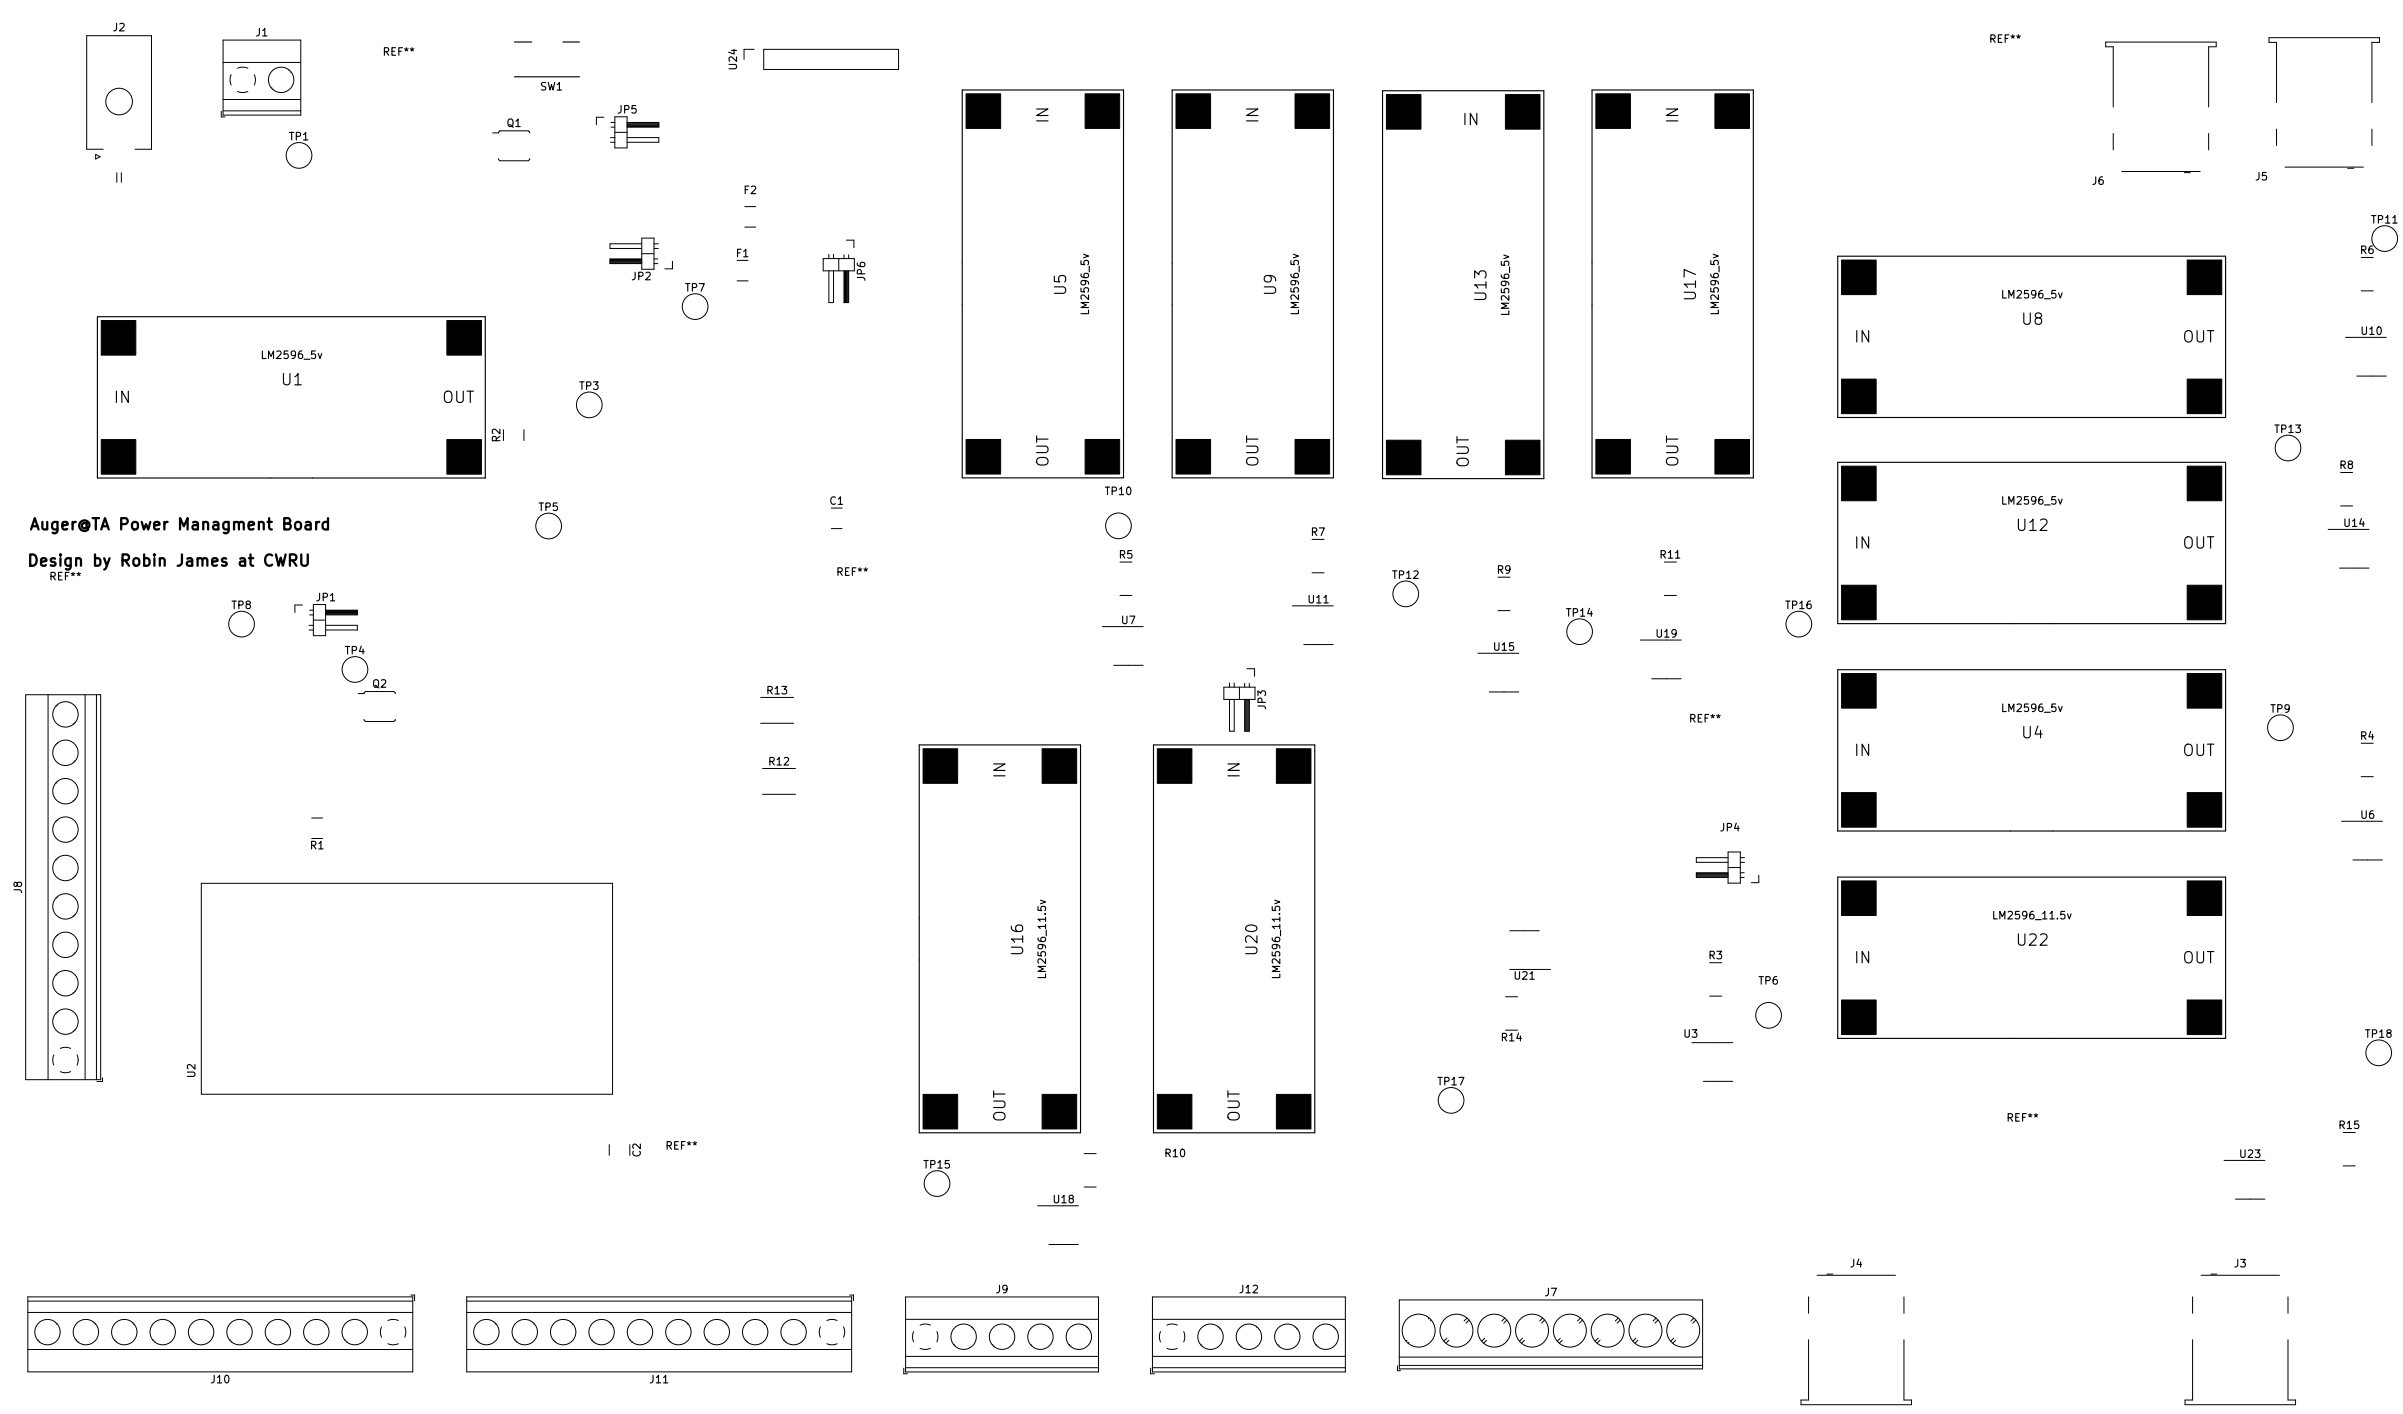 J2
J1
REF**
SW1
U24
REF**
J6
J5
TP1
Q1
JP5
F2
F1
JP2
TP7
JP6
IN
U5
LM2596_5v
OUT
IN
U9
LM2596_5v
OUT
IN
U13
LM2596_5v
OUT
IN
U17
LM2596_5v
OUT
TP11
R6
U10
LM2596_5v
U8
IN
OUT
LM2596_5v
U1
IN
OUT
R2
TP3
TP5
C1
TP10
TP13
R8
U14
LM2596_5v
U12
IN
OUT
Auger@TA Power Managment Board
Design by Robin James at CWRU
REF**
REF**
TP8
JP1
TP4
Q2
R5
U7
R7
U11
TP12
R9
U15
TP14
R11
U19
TP16
JP3
REF**
LM2596_5v
U4
IN
OUT
TP9
R4
U6
R13
R12
R1
J8
U2
IN
U16
LM2596_11.5v
OUT
IN
U20
LM2596_11.5v
OUT
JP4
LM2596_11.5v
U22
IN
OUT
U21
R14
R3
TP6
U3
TP17
TP18
C2
REF**
TP15
R10
U18
REF**
R15
U23
J9
J12
J7
J4
J3
J10
J11